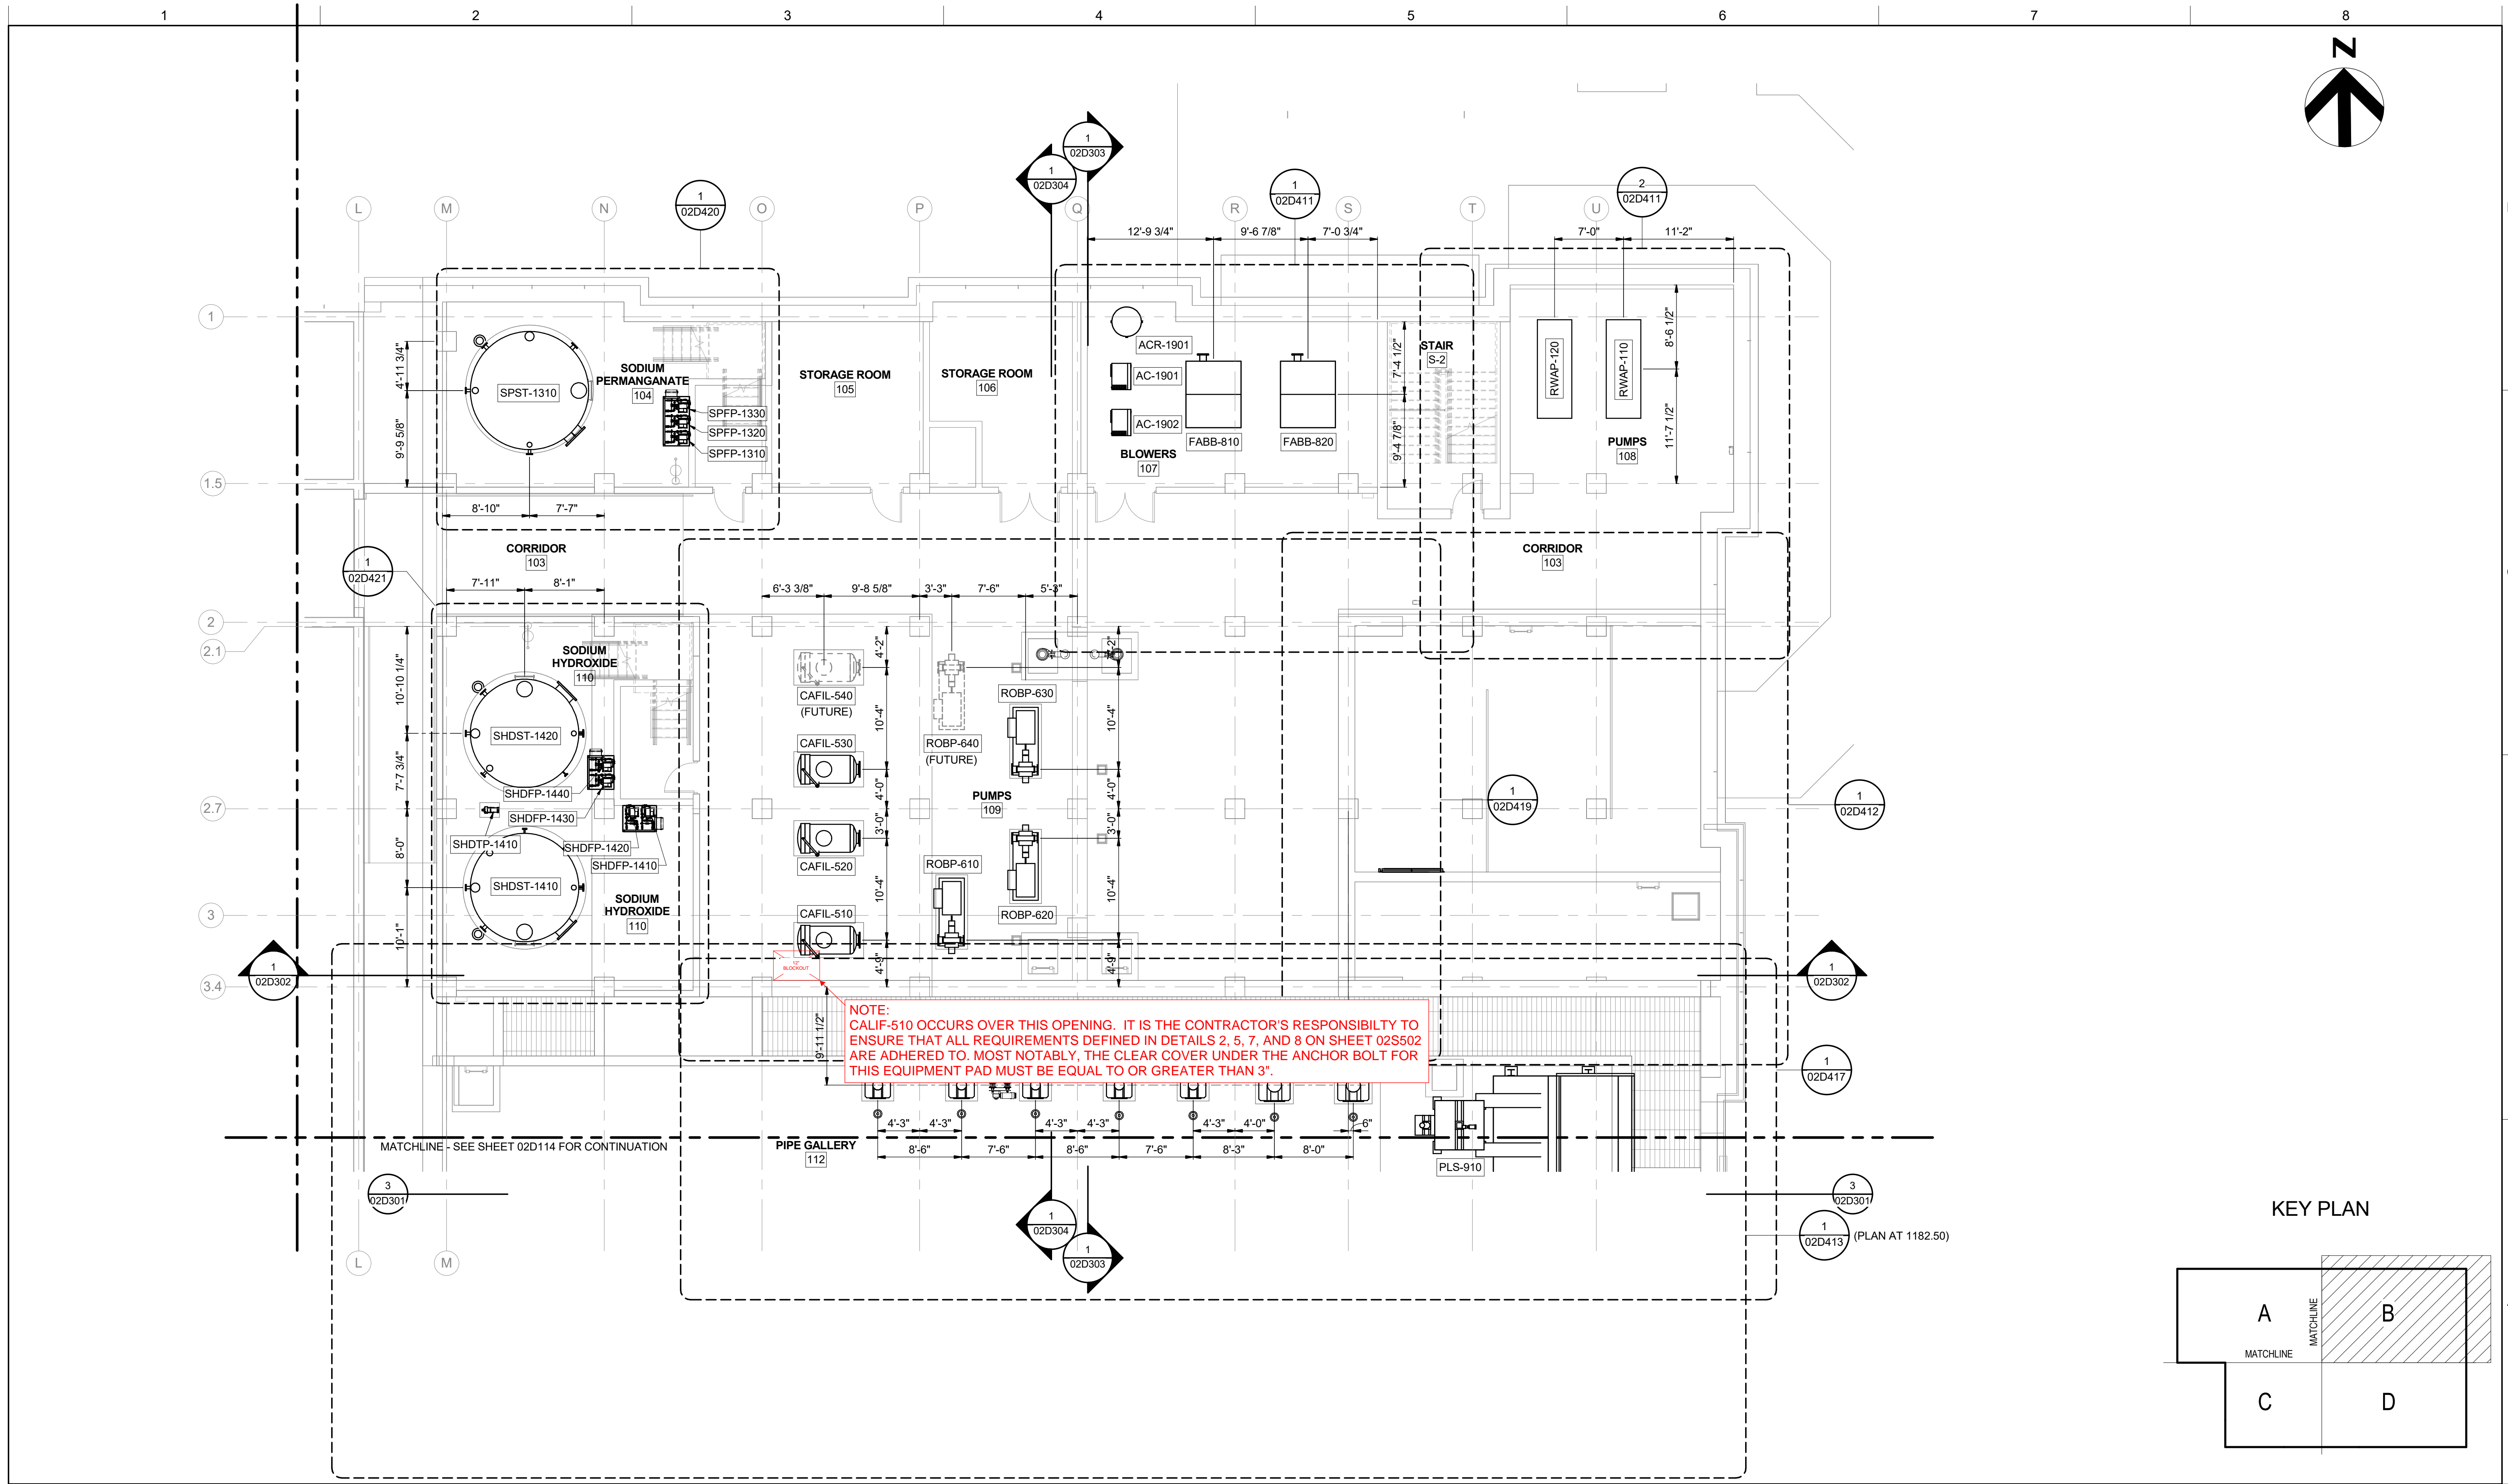 1
2
3
4
5
6
7
8
N
1
02D303
1
02D304
1
02D420
1
02D411
2
02D411
L
M
N
O
P
Q
R
S
T
U
12'-9 3/4"
9'-6 7/8"
7'-0 3/4"
7'-0"
11'-2"
1
4'-11 3/4"
9'-9 5/8"
SPST-1310
SODIUM
PERMANGANATE
104
SPFP-1330
SPFP-1320
SPFP-1310
STORAGE ROOM
105
STORAGE ROOM
106
ACR-1901
AC-1901
AC-1902
FABB-810
FABB-820
BLOWERS
107
7'-4 1/2"
9'-4 7/8"
STAIR
S-2
RWAP-120
RWAP-110
8'-6 1/2"
11'-7 1/2"
PUMPS
108
1.5
8'-10"
7'-7"
CORRIDOR
103
CORRIDOR
103
1
02D421
7'-11"
8'-1"
6'-3 3/8"
9'-8 5/8"
3'-3"
7'-6"
5'-3"
2
2.1
10'-10 1/4"
7'-7 3/4"
8'-0"
10'-1"
SODIUM
HYDROXIDE
110
SHDST-1420
SHDFP-1440
SHDFP-1430
SHDTP-1410
SHDFP-1420
SHDFP-1410
SHDST-1410
SODIUM
HYDROXIDE
110
4'-2"
10'-4"
4'-0"
3'-0"
10'-4"
4'-9"
CAFIL-540
(FUTURE)
CAFIL-530
CAFIL-520
CAFIL-510
ROBP-640
(FUTURE)
ROBP-630
PUMPS
109
ROBP-610
ROBP-620
10'-4"
4'-0"
3'-0"
10'-4"
4'-9"
1
02D419
1
02D412
2.7
3
3.4
1
02D302
1
02D302
12"
BLOCKOUT
9'-11 1/2"
NOTE:
CALIF-510 OCCURS OVER THIS OPENING. IT IS THE CONTRACTOR'S RESPONSIBILTY TO
ENSURE THAT ALL REQUIREMENTS DEFINED IN DETAILS 2, 5, 7, AND 8 ON SHEET 02S502
ARE ADHERED TO. MOST NOTABLY, THE CLEAR COVER UNDER THE ANCHOR BOLT FOR
THIS EQUIPMENT PAD MUST BE EQUAL TO OR GREATER THAN 3".
1
02D417
4'-3"
4'-3"
4'-3"
4'-3"
4'-3"
4'-0"
6"
MATCHLINE - SEE SHEET 02D114 FOR CONTINUATION
PIPE GALLERY
112
8'-6"
7'-6"
8'-6"
7'-6"
8'-3"
8'-0"
PLS-910
3
02D301
3
02D301
1
02D304
1
02D303
1
02D413
(PLAN AT 1182.50)
L
M
KEY PLAN
A
B
MATCHLINE
MATCHLINE
C
D